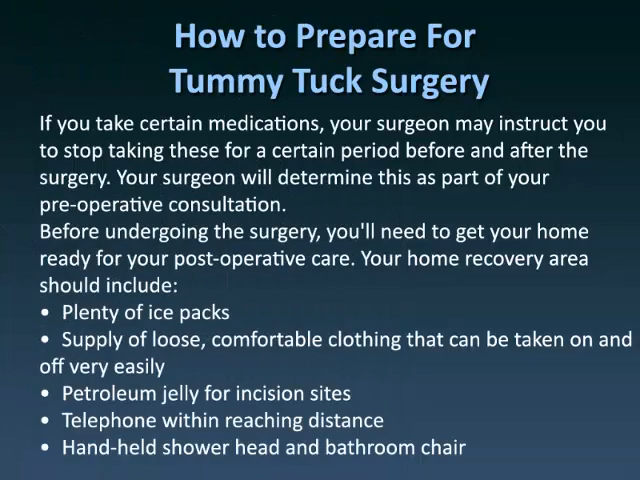 How to Prepare For
Tummy Tuck Surgery
If you take certain medications, your surgeon may instruct you
to stop taking these for a certain period before and after the
surgery. Your surgeon will determine this as part of your
pre-operative consultation.
Before undergoing the surgery, you'll need to get your home
ready for your post-operative care. Your home recovery area
should include:
• Plenty of ice packs
• Supply of loose, comfortable clothing that can be taken on and
off very easily
• Petroleum jelly for incision sites
• Telephone within reaching distance
• Hand-held shower head and bathroom chair